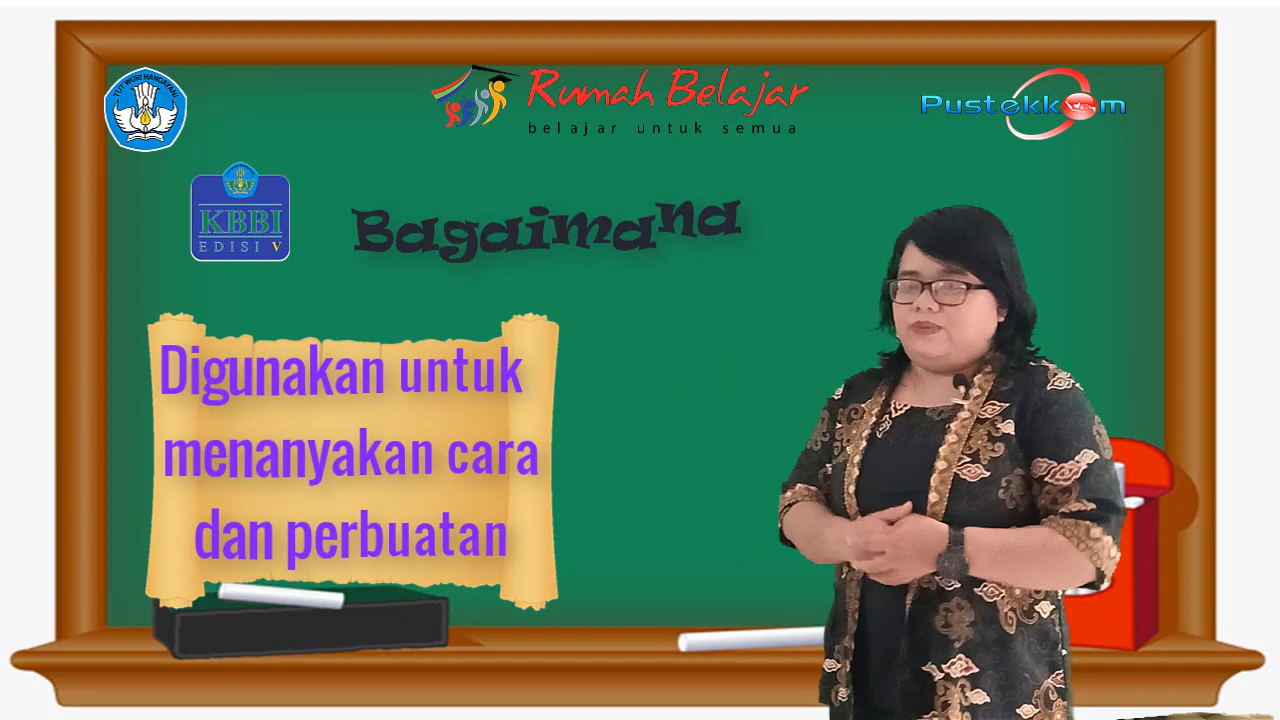 TUT WURI HANDAYANI
Rumah Belajar
belajar untuk semua
Pustekkom
KBBI
EDISI V
Bagaimana
Digunakan untuk
menanyakan cara
dan perbuatan